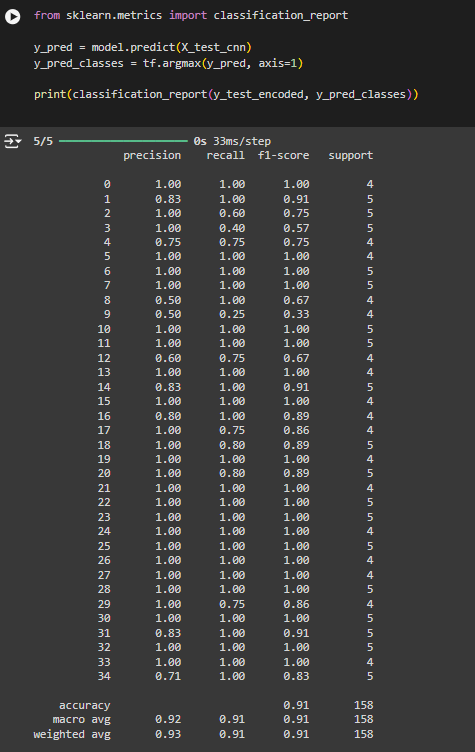 from sklearn.metrics import classification_report
y_pred = model.predict(X_test_cnn)
y_pred_classes = tf.argmax(y_pred, axis=1)
print(classification_report(y_test_encoded, y_pred_classes))
5/5 0s 33ms/step
precision recall f1-score support
0 1.00 1.00 1.00 4
1 0.83 1.00 0.91 5
2 1.00 0.60 0.75 5
3 1.00 0.40 0.57 5
4 0.75 0.75 0.75 4
5 1.00 1.00 1.00 4
6 1.00 1.00 1.00 5
7 1.00 1.00 1.00 5
8 0.50 1.00 0.67 4
9 0.50 0.25 0.33 4
10 1.00 1.00 1.00 5
11 1.00 1.00 1.00 5
12 0.60 0.75 0.67 4
13 1.00 1.00 1.00 4
14 0.83 1.00 0.91 5
15 1.00 1.00 1.00 4
16 0.80 1.00 0.89 4
17 1.00 0.75 0.86 4
18 1.00 0.80 0.89 5
19 1.00 1.00 1.00 4
20 1.00 0.80 0.89 5
21 1.00 1.00 1.00 4
22 1.00 1.00 1.00 5
23 1.00 1.00 1.00 5
24 1.00 1.00 1.00 4
25 1.00 1.00 1.00 5
26 1.00 1.00 1.00 4
27 1.00 1.00 1.00 4
28 1.00 1.00 1.00 5
29 1.00 0.75 0.86 4
30 1.00 1.00 1.00 5
31 0.83 1.00 0.91 5
32 1.00 1.00 1.00 5
33 1.00 1.00 1.00 4
34 0.71 1.00 0.83 5
accuracy 0.91 158
macro avg 0.92 0.91 0.91 158
weighted avg 0.93 0.91 0.91 158